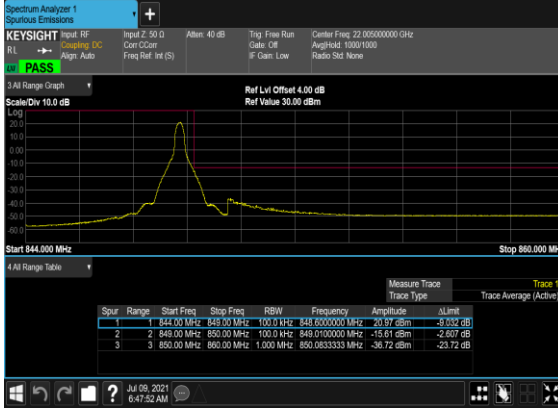 Spectrum Analyzer 1
Spurious Emissions
+
KEYSIGHT Input: RF Input Z: 50 Ω Atten: 40 dB Trig: Free Run Center Freq: 22.005000000 GHz
RL Coupling: DC Corr CCorr Gate: Off Avg|Hold: 1000/1000
Align: Auto Freq Ref: Int (S) IF Gain: Low Radio Std: None
PASS
3 All Range Graph
Ref Lvl Offset 4.00 dB
Scale/Div 10.0 dB Ref Value 30.00 dBm
Log
20.0
10.0
0.00
-10.0
-20.0
-30.0
-40.0
-50.0
-60.0
Start 844.000 MHz Stop 860.000 MH
4 All Range Table
Measure Trace Trace 1
Trace Type Trace Average (Active)
Spur Range Start Freq Stop Freq RBW Frequency Amplitude ΔLimit
1 1 844.00 MHz 849.00 MHz 100.0 kHz 848.6000000 MHz 20.97 dBm -9.032 dB
2 2 849.00 MHz 850.00 MHz 100.0 kHz 849.0100000 MHz -15.61 dBm -2.607 dB
3 3 850.00 MHz 860.00 MHz 1.000 MHz 850.0833333 MHz -36.72 dBm -23.72 dB
?
Jul 09, 2021
6:47:52 AM